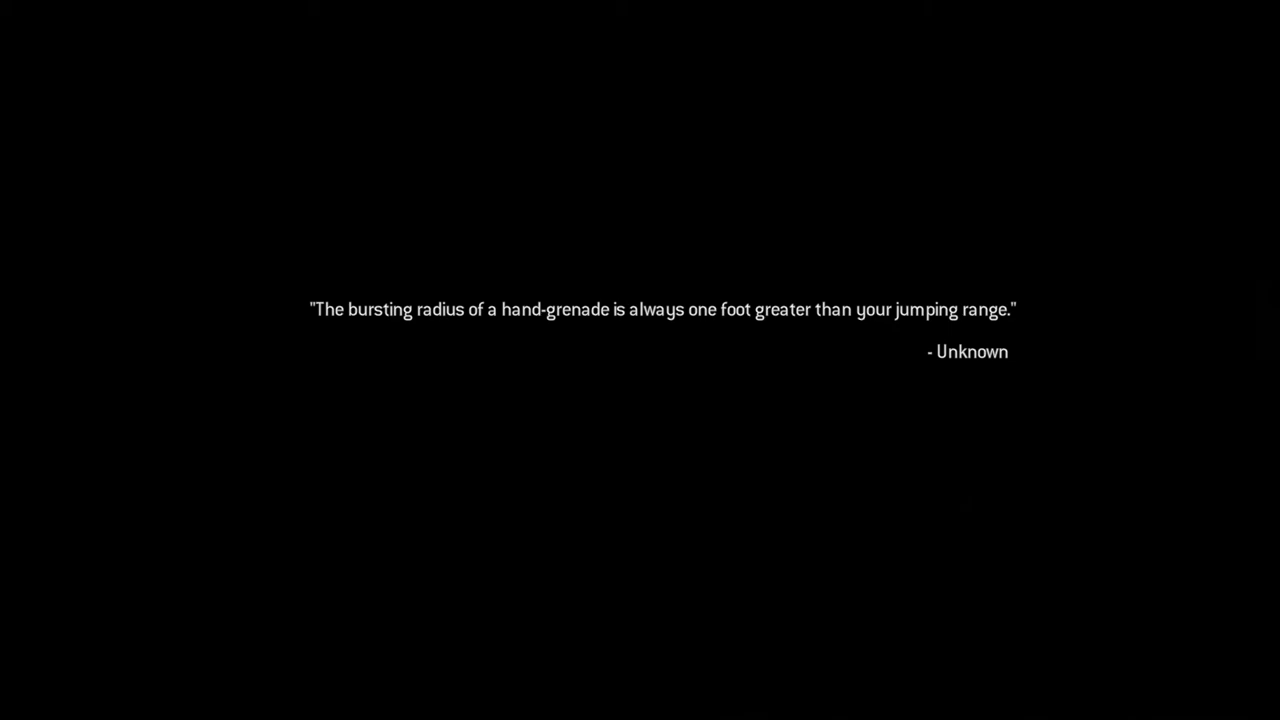 "The bursting radius of a hand-grenade is always one foot greater than your jumping range."
- Unknown